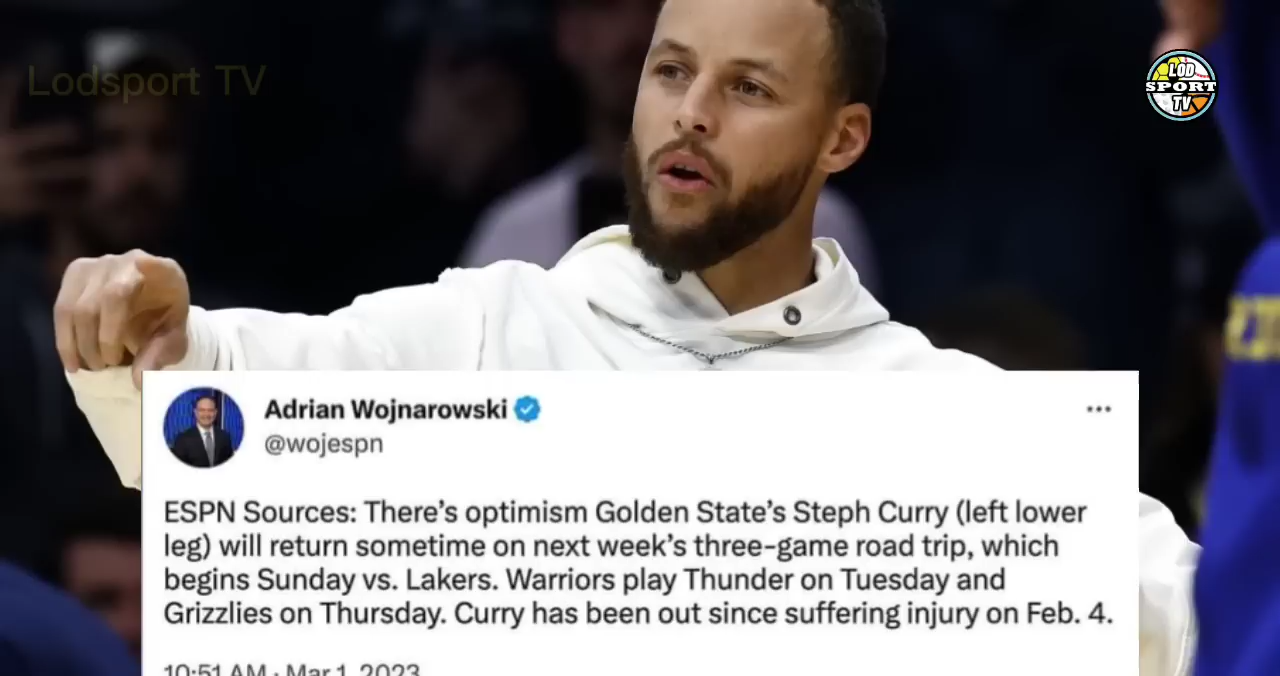 Lodsport TV
LOD
SPORT
TV
Adrian Wojnarowski
@wojespn
ESPN Sources: There’s optimism Golden State’s Steph Curry (left lower
leg) will return sometime on next week’s three-game road trip, which
begins Sunday vs. Lakers. Warriors play Thunder on Tuesday and
Grizzlies on Thursday. Curry has been out since suffering injury on Feb. 4.
10:51 AM · Mar 1, 2023